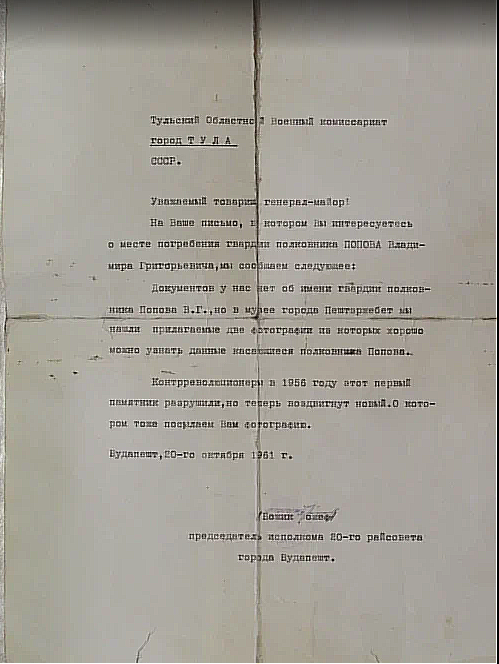 Тульский Областной Военный комиссариат
город Т У Л А
СССР.
Уважаемый товарищ генерал-майор!
На Ваше письмо, в котором Вы интересуетесь
о месте погребения гвардии полковника ПОПОВА Влади-
мира Григорьевича,мы сообщаем следующее:
Документов у нас нет об имени гвардии полков-
ника Попова В.Г.,но в музее города Пештэржебет мы
нашли прилагаемые две фотографии из которых хорошо
можно узнать данные касающиеся полковника Попова.
Контрреволюционеры в 1956 году этот первый
памятник разрушили,но теперь воздвигнут новый.О кото-
ром тоже посылаем Вам фотографию.
Будапешт,20-го октября 1961 г.
председатель исполкома 20-го райсовета
города Будапешт.